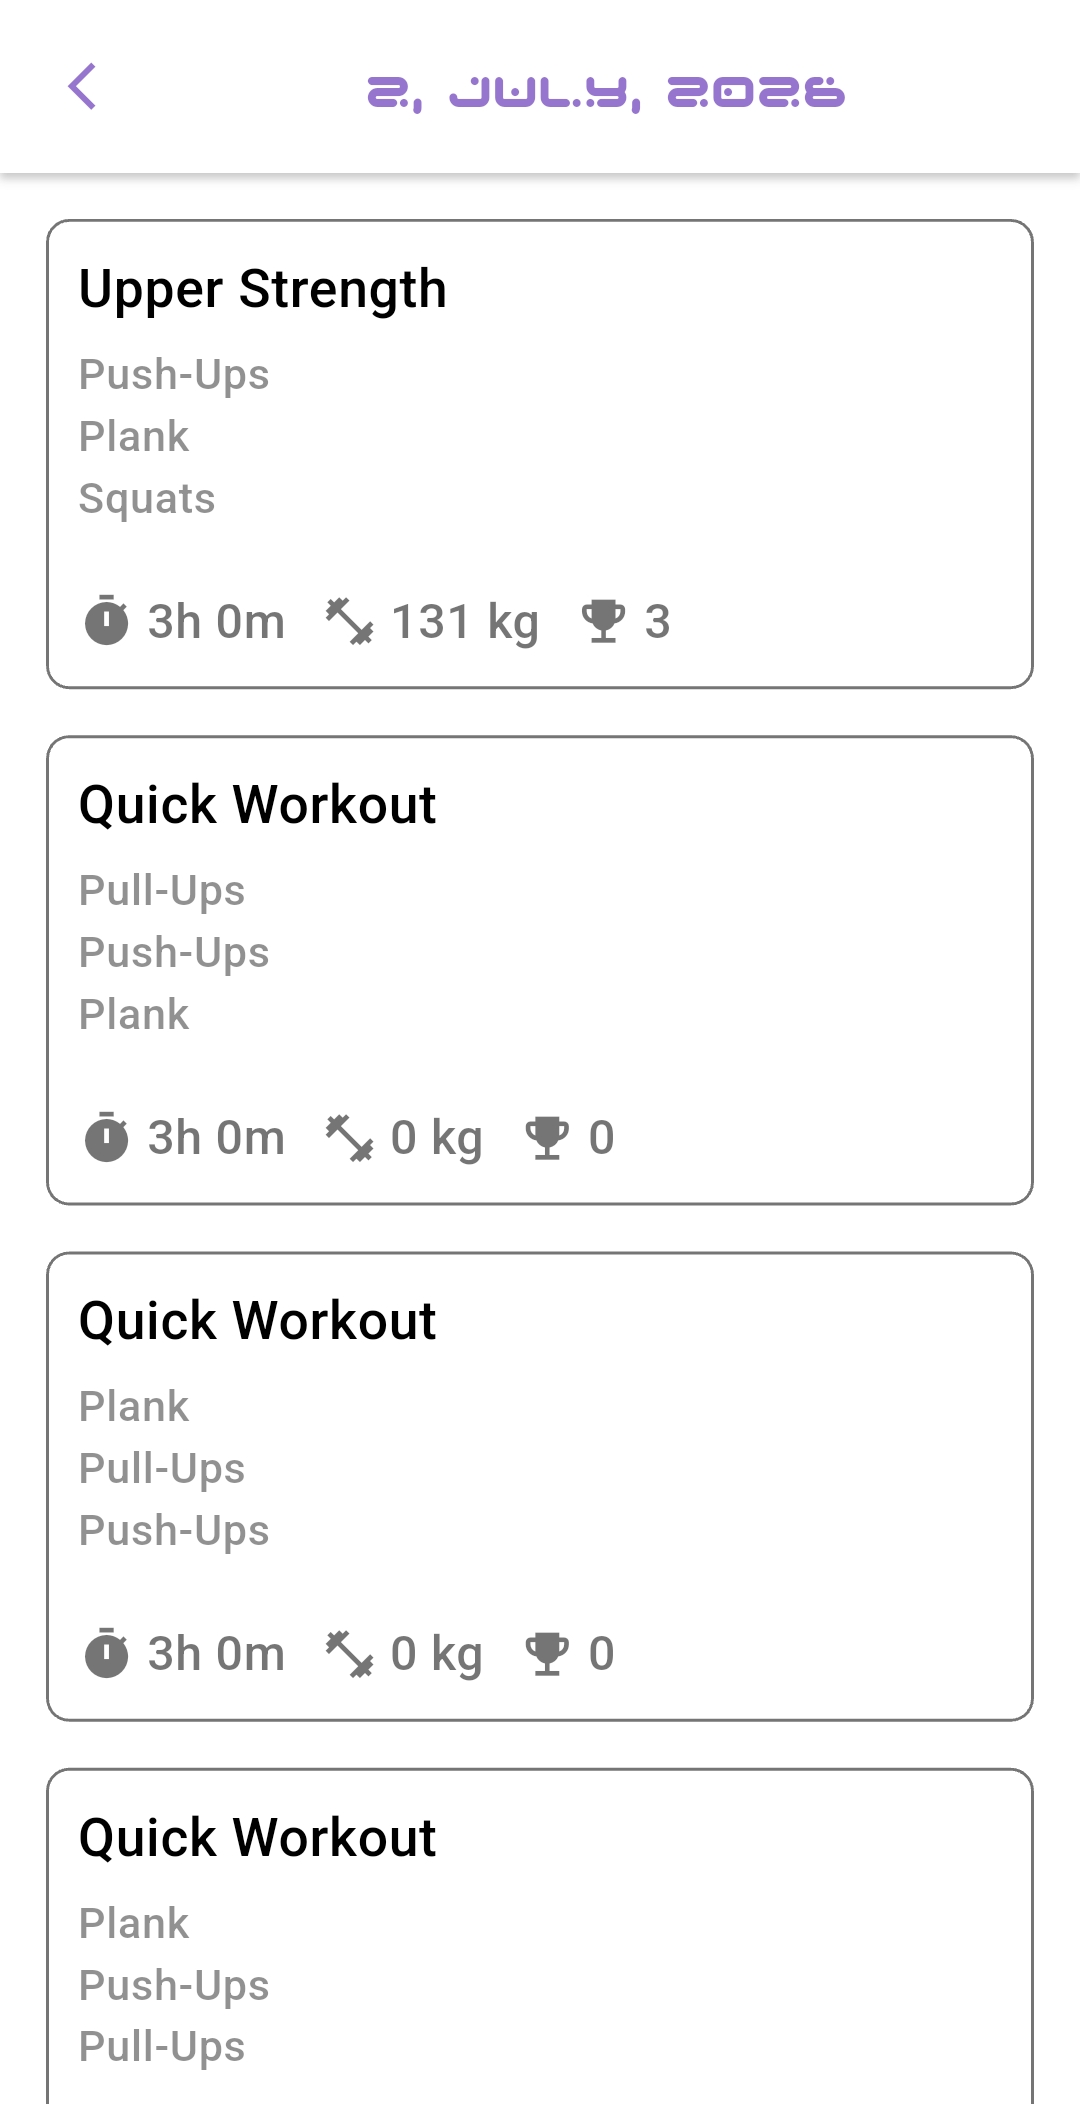 2, JULY, 2026
Upper Strength
Push-Ups
Plank
Squats
3h 0m 131 kg 3
Quick Workout
Pull-Ups
Push-Ups
Plank
3h 0m 0 kg 0
Quick Workout
Plank
Pull-Ups
Push-Ups
3h 0m 0 kg 0
Quick Workout
Plank
Push-Ups
Pull-Ups